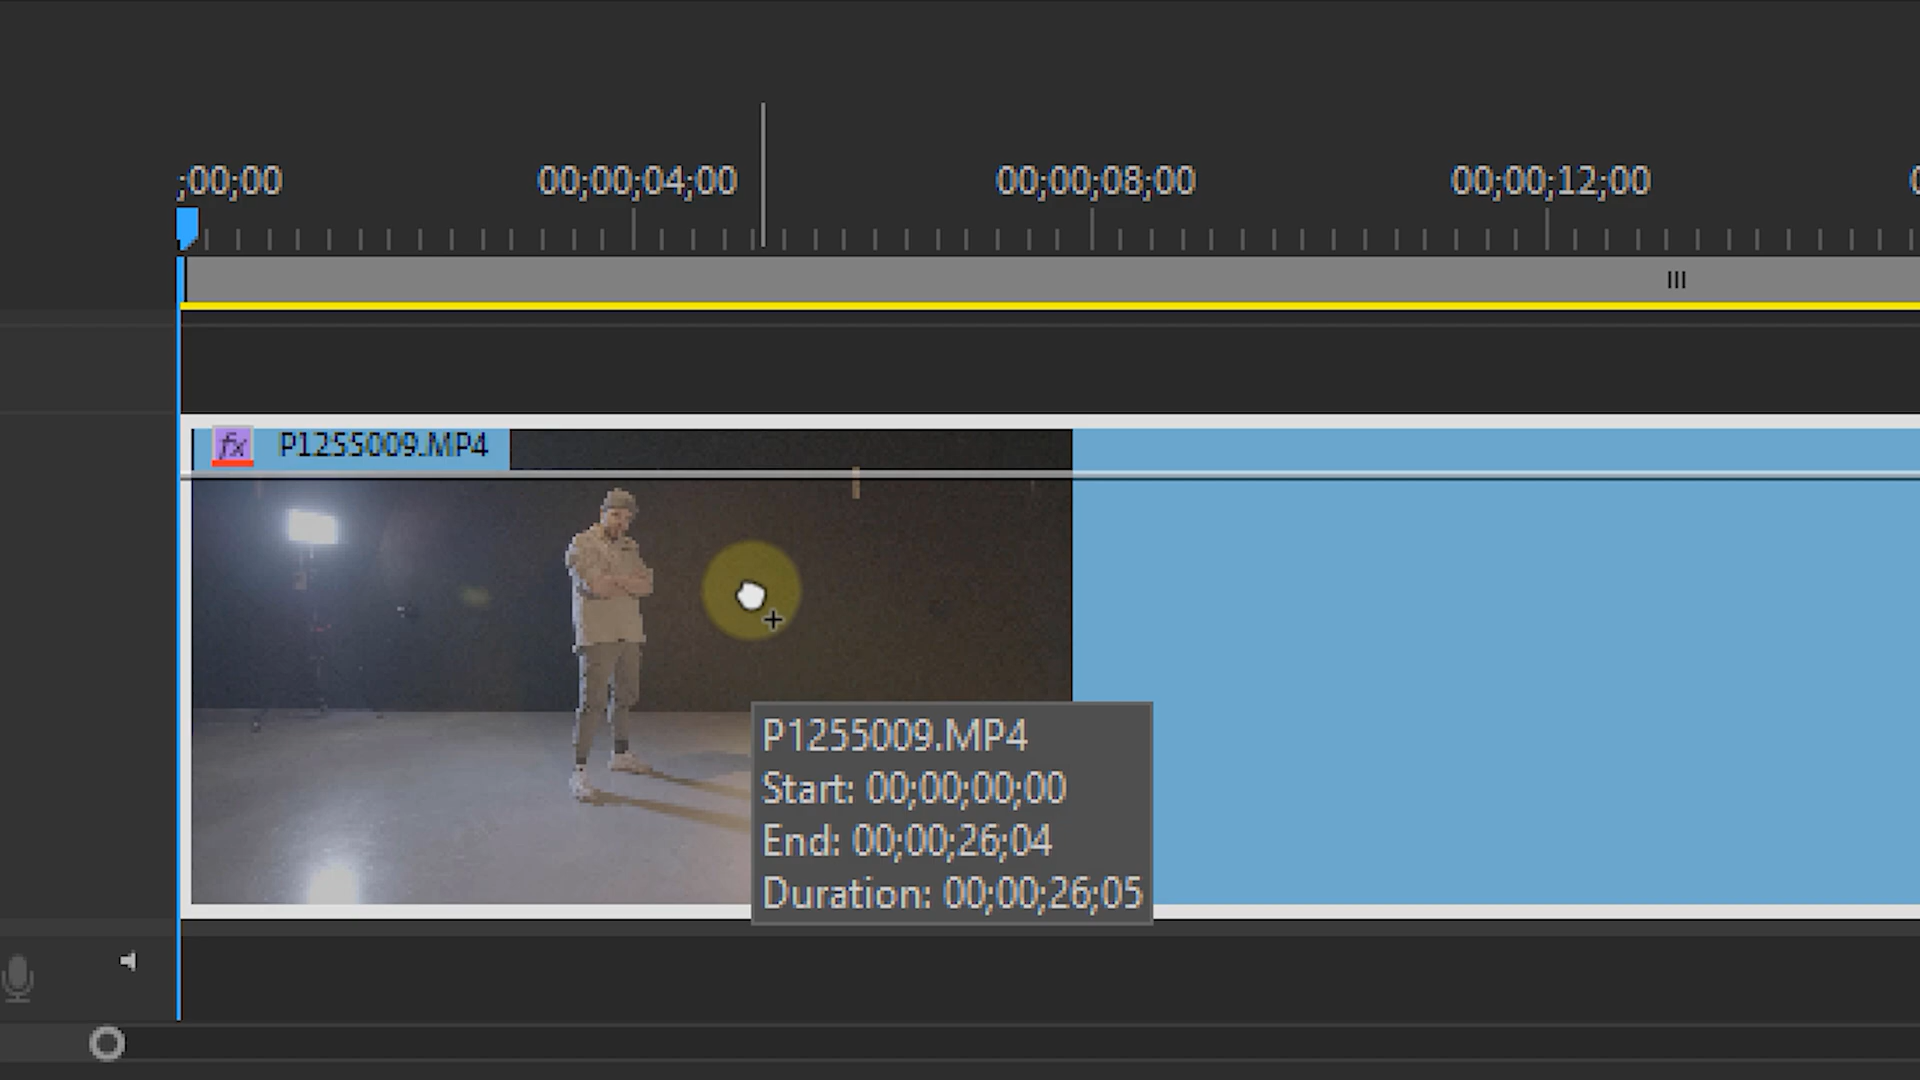 ;00;00 00;00;04;00 00;00;08;00 00;00;12;00
fx P1255009.MP4
P1255009.MP4
Start: 00;00;00;00
End: 00;00;26;04
Duration: 00;00;26;05